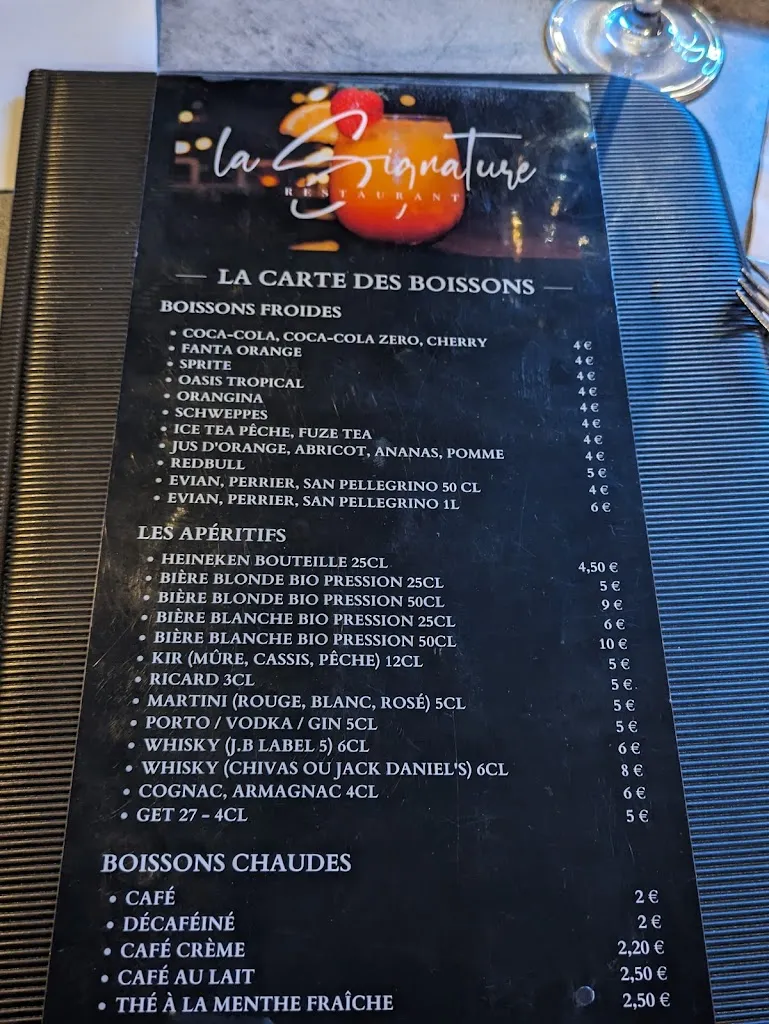 la Signature
RESTAURANT
LA CARTE DES BOISSONS
BOISSONS FROIDES
• COCA-COLA, COCA-COLA ZERO, CHERRY 4 €
• FANTA ORANGE 4 €
• SPRITE 4 €
• OASIS TROPICAL 4 €
• ORANGINA 4 €
• SCHWEPPES 4 €
• ICE TEA PÊCHE, FUZE TEA 4 €
• JUS D'ORANGE, ABRICOT, ANANAS, POMME 4 €
• REDBULL 5 €
• EVIAN, PERRIER, SAN PELLEGRINO 50 CL 4 €
• EVIAN, PERRIER, SAN PELLEGRINO 1L 6 €
LES APÉRITIFS
• HEINEKEN BOUTEILLE 25CL 4,50 €
• BIÈRE BLONDE BIO PRESSION 25CL 5 €
• BIÈRE BLONDE BIO PRESSION 50CL 9 €
• BIÈRE BLANCHE BIO PRESSION 25CL 6 €
• BIÈRE BLANCHE BIO PRESSION 50CL 10 €
• KIR (MÛRE, CASSIS, PÊCHE) 12CL 5 €
• RICARD 3CL 5 €
• MARTINI (ROUGE, BLANC, ROSÉ) 5CL 5 €
• PORTO / VODKA / GIN 5CL 5 €
• WHISKY (J.B LABEL 5) 6CL 6 €
• WHISKY (CHIVAS OU JACK DANIEL'S) 6CL 8 €
• COGNAC, ARMAGNAC 4CL 6 €
• GET 27 - 4CL 5 €
BOISSONS CHAUDES
• CAFÉ 2 €
• DÉCAFÉINÉ 2 €
• CAFÉ CRÈME 2,20 €
• CAFÉ AU LAIT 2,50 €
• THÉ À LA MENTHE FRAÎCHE 2,50 €